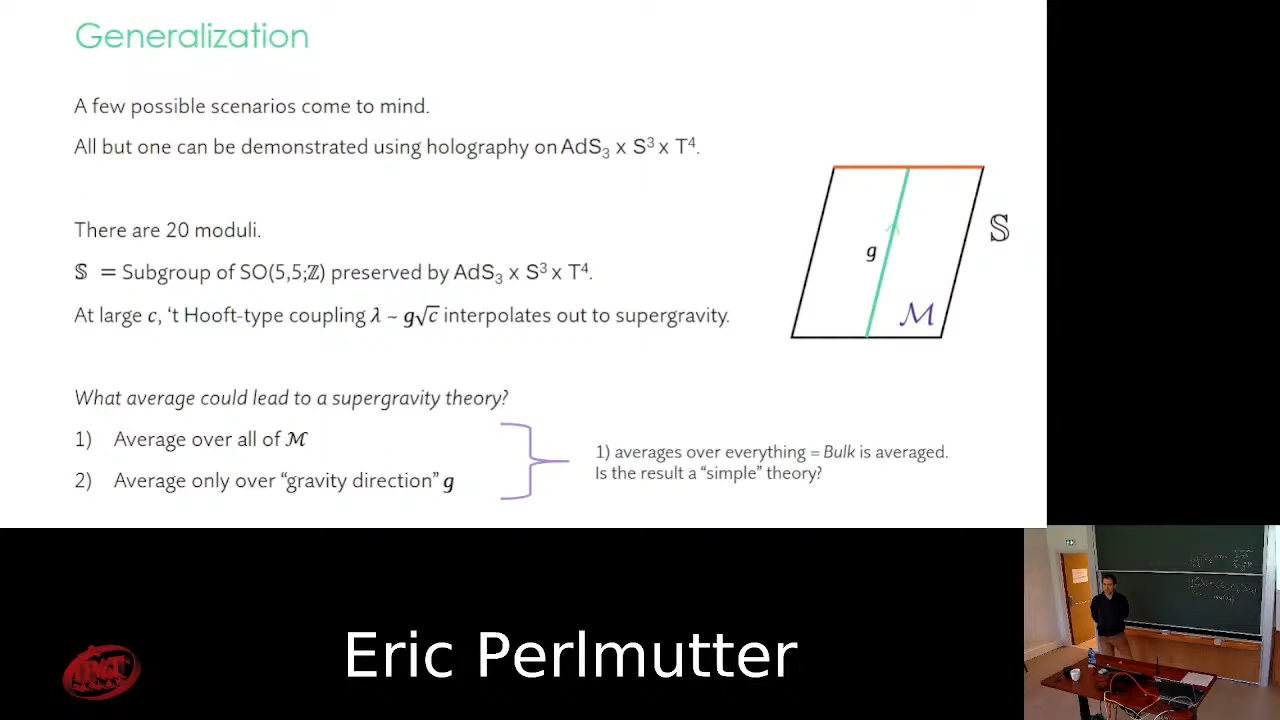 Generalization
A few possible scenarios come to mind.
All but one can be demonstrated using holography on AdS₃ x S³ x T⁴.
There are 20 moduli.
𝕊 = Subgroup of SO(5,5;ℤ) preserved by AdS₃ x S³ x T⁴.
At large c, ‘t Hooft-type coupling λ ~ g√c interpolates out to supergravity.
g
ℳ
𝕊
What average could lead to a supergravity theory?
1) Average over all of ℳ
2) Average only over “gravity direction” g
1) averages over everything = Bulk is averaged.
Is the result a “simple” theory?
Eric Perlmutter